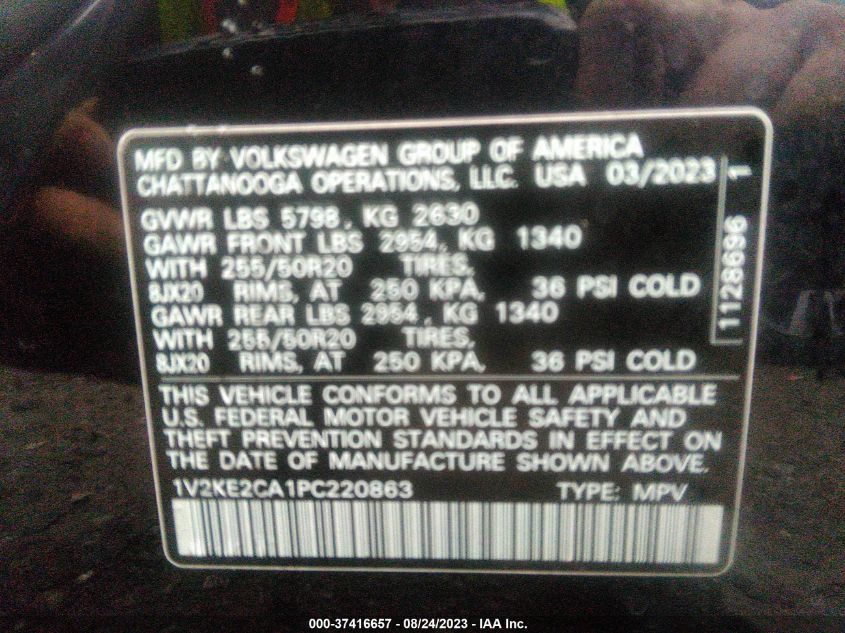 MFD BY VOLKSWAGEN GROUP OF AMERICA
CHATTANOOGA OPERATIONS, LLC. USA 03/2023
GVWR LBS 5798, KG 2630
GAWR FRONT LBS 2954, KG 1340
WITH 255/50R20 TIRES,
8JX20 RIMS, AT 250 KPA, 36 PSI COLD
GAWR REAR LBS 2954, KG 1340
WITH 255/50R20 TIRES,
8JX20 RIMS, AT 250 KPA, 36 PSI COLD
1128696 1
THIS VEHICLE CONFORMS TO ALL APPLICABLE
U.S. FEDERAL MOTOR VEHICLE SAFETY AND
THEFT PREVENTION STANDARDS IN EFFECT ON
THE DATE OF MANUFACTURE SHOWN ABOVE.
1V2KE2CA1PC220863 TYPE: MPV
000-37416657 - 08/24/2023 - IAA Inc.